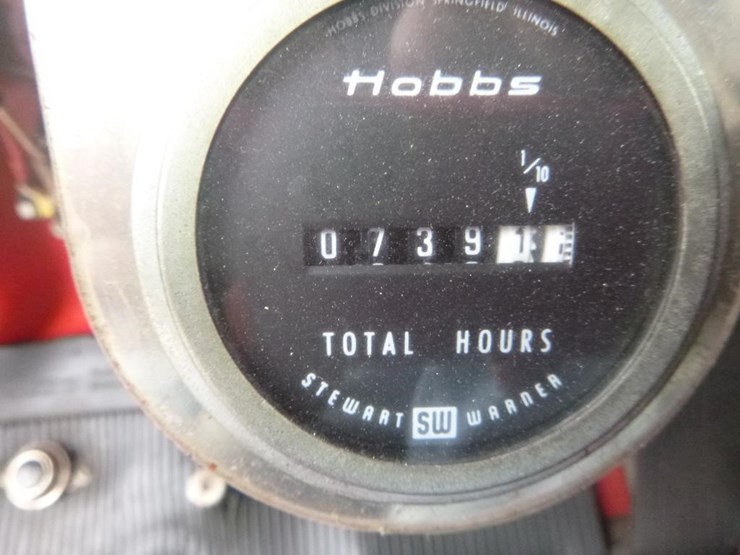 HOBBS DIVISION SPRINGFIELD ILLINOIS
Hobbs
1/10
0 7 3 9 1
TOTAL HOURS
STEWART SW WARNER